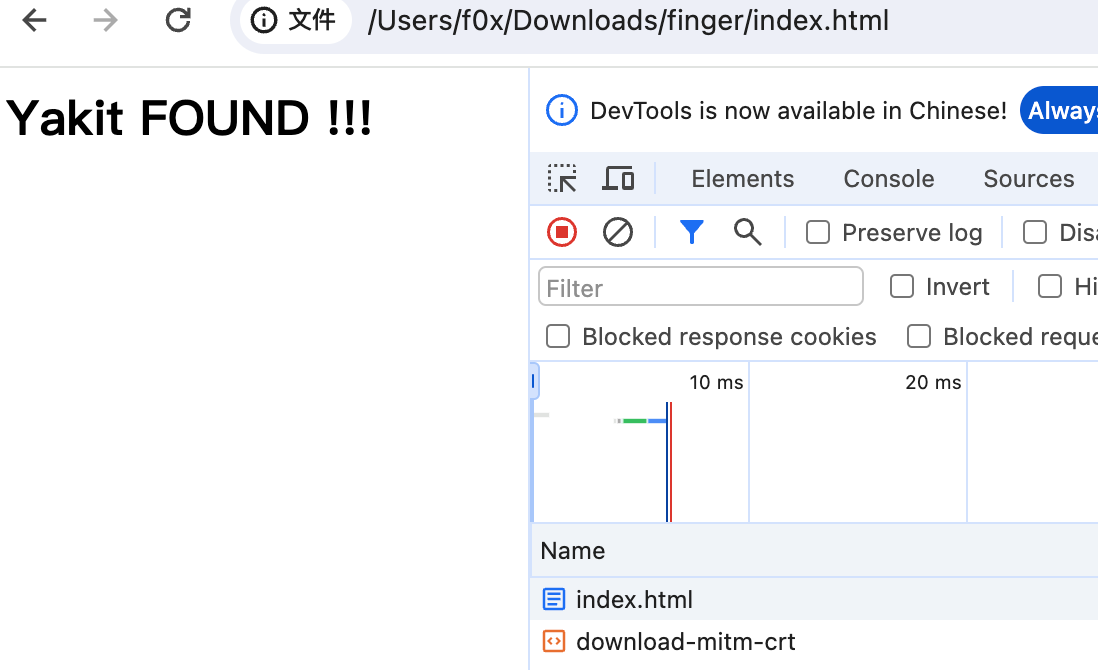 文件 /Users/f0x/Downloads/finger/index.html
Yakit FOUND !!!
DevTools is now available in Chinese! Always
Elements Console Sources
Preserve log Disa
Filter Invert Hi
Blocked response cookies Blocked reque
10 ms 20 ms
Name
index.html
download-mitm-crt